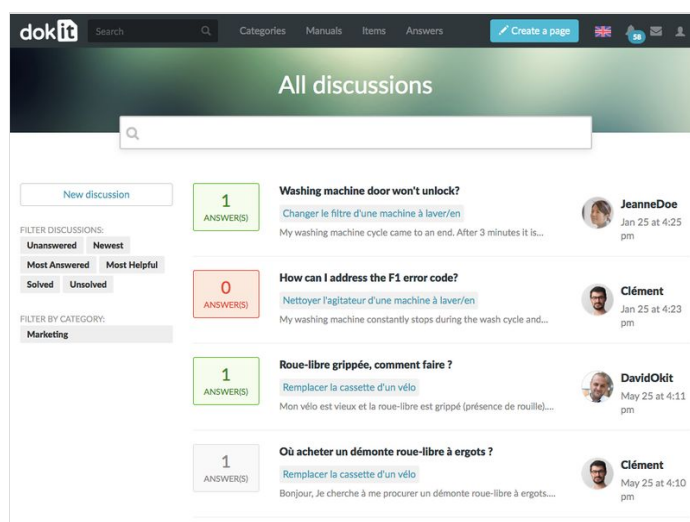 dokit
Search
Categories Manuals Items Answers
Create a page
58
All discussions
New discussion
FILTER DISCUSSIONS:
Unanswered Newest
Most Answered Most Helpful
Solved Unsolved
FILTER BY CATEGORY:
Marketing
1
ANSWER(S)
Washing machine door won't unlock?
Changer le filtre d'une machine à laver/en
My washing machine cycle came to an end. After 3 minutes it is...
JeanneDoe
Jan 25 at 4:25
pm
0
ANSWER(S)
How can I address the F1 error code?
Nettoyer l'agitateur d'une machine à laver/en
My washing machine constantly stops during the wash cycle and...
Clément
Jan 25 at 4:23
pm
1
ANSWER(S)
Roue-libre grippée, comment faire ?
Remplacer la cassette d'un vélo
Mon vélo est vieux et la roue-libre est grippé (présence de rouille)....
DavidOkit
May 25 at 4:11
pm
1
ANSWER(S)
Où acheter un démonte roue-libre à ergots ?
Remplacer la cassette d'un vélo
Bonjour, Je cherche à me procurer un démonte roue-libre à ergots....
Clément
May 25 at 4:10
pm